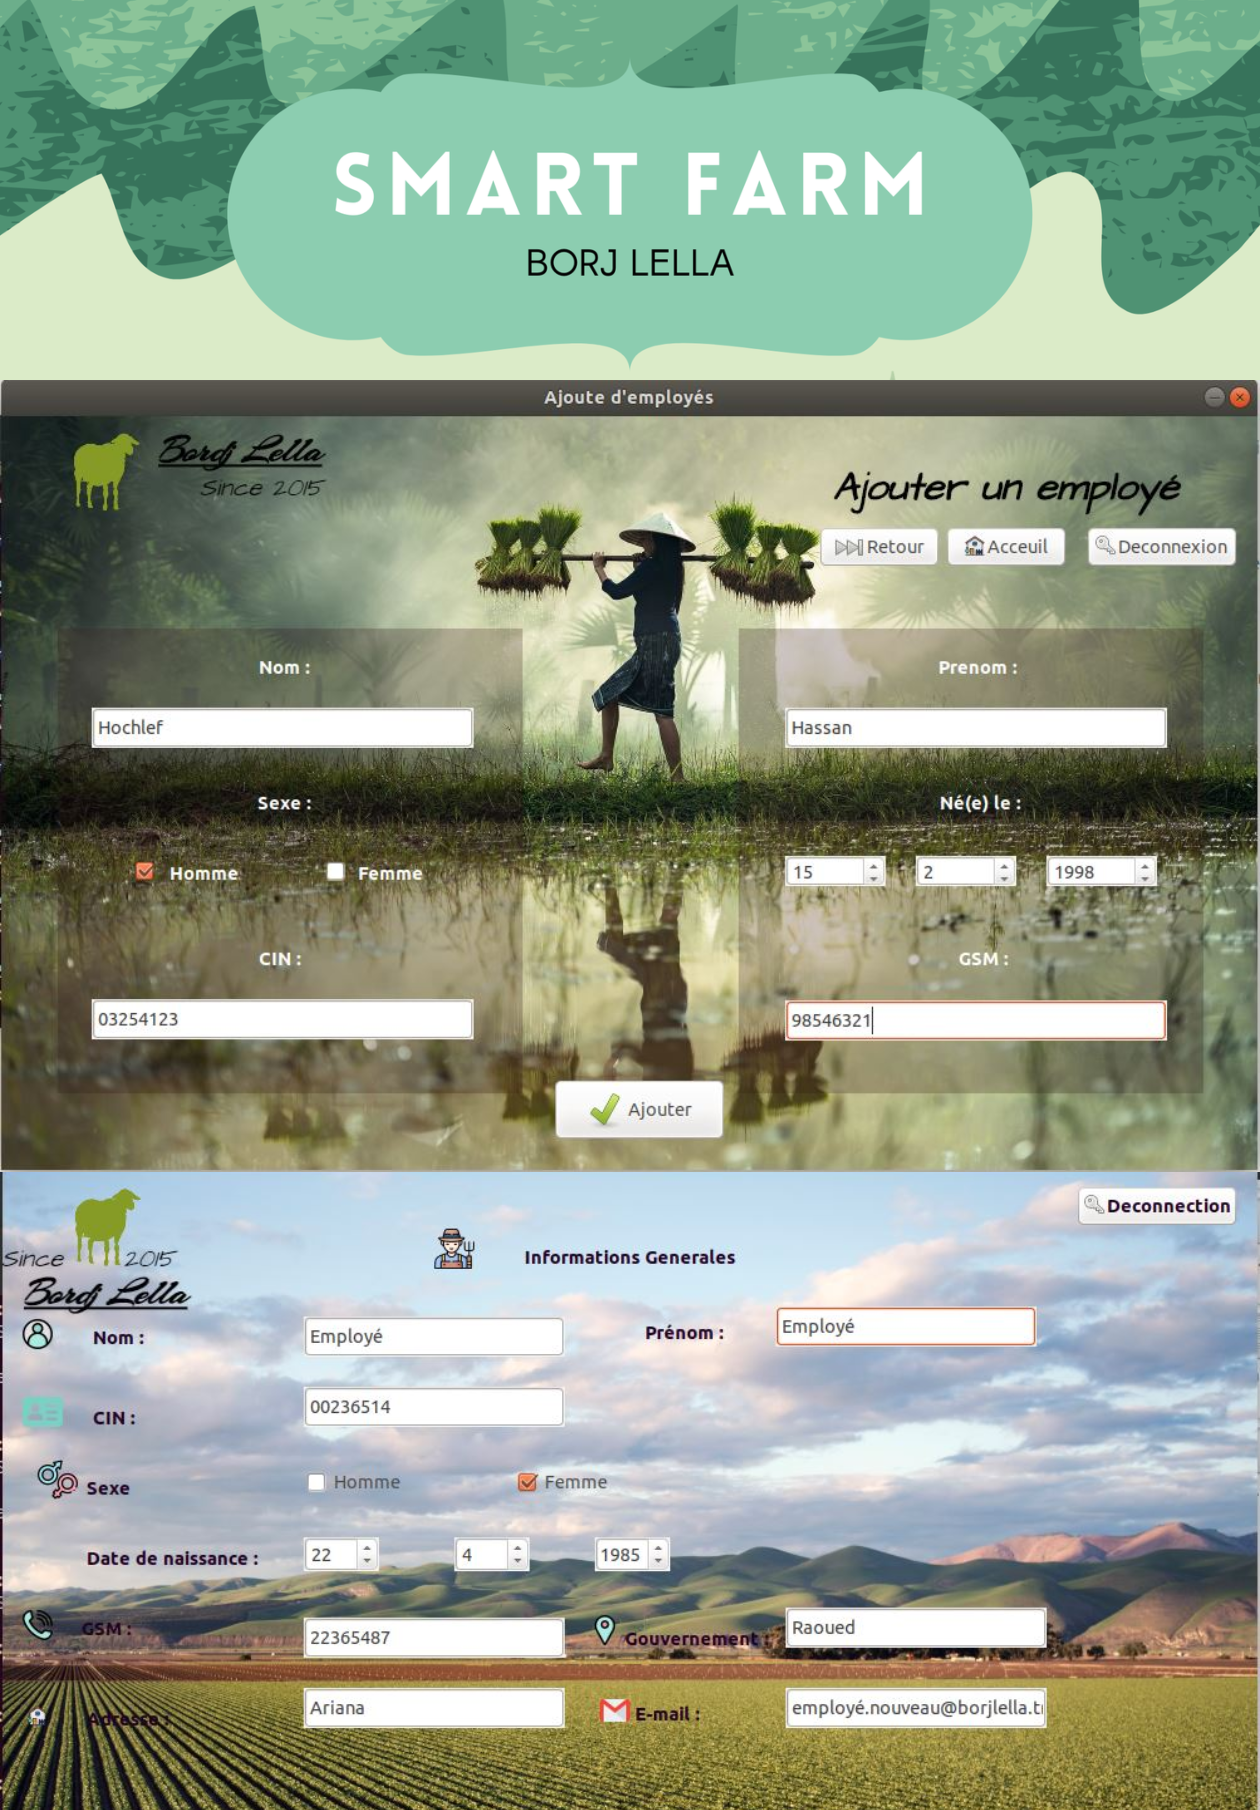 SMART FARM
BORJ LELLA
Ajoute d'employés
Bordj Lella
Since 2015
Ajouter un employé
Retour Acceuil Deconnexion
Nom : Prenom :
Hochlef Hassan
Sexe : Né(e) le :
Homme Femme 15 2 1998
CIN : GSM :
03254123 98546321
Ajouter
Deconnection
Since 2015
Informations Generales
Bordj Lella
Nom : Employé Prénom : Employé
CIN : 00236514
Sexe Homme Femme
Date de naissance : 22 4 1985
GSM : 22365487 Gouvernement : Raoued
Adresse : Ariana E-mail : employé.nouveau@borjlella.t